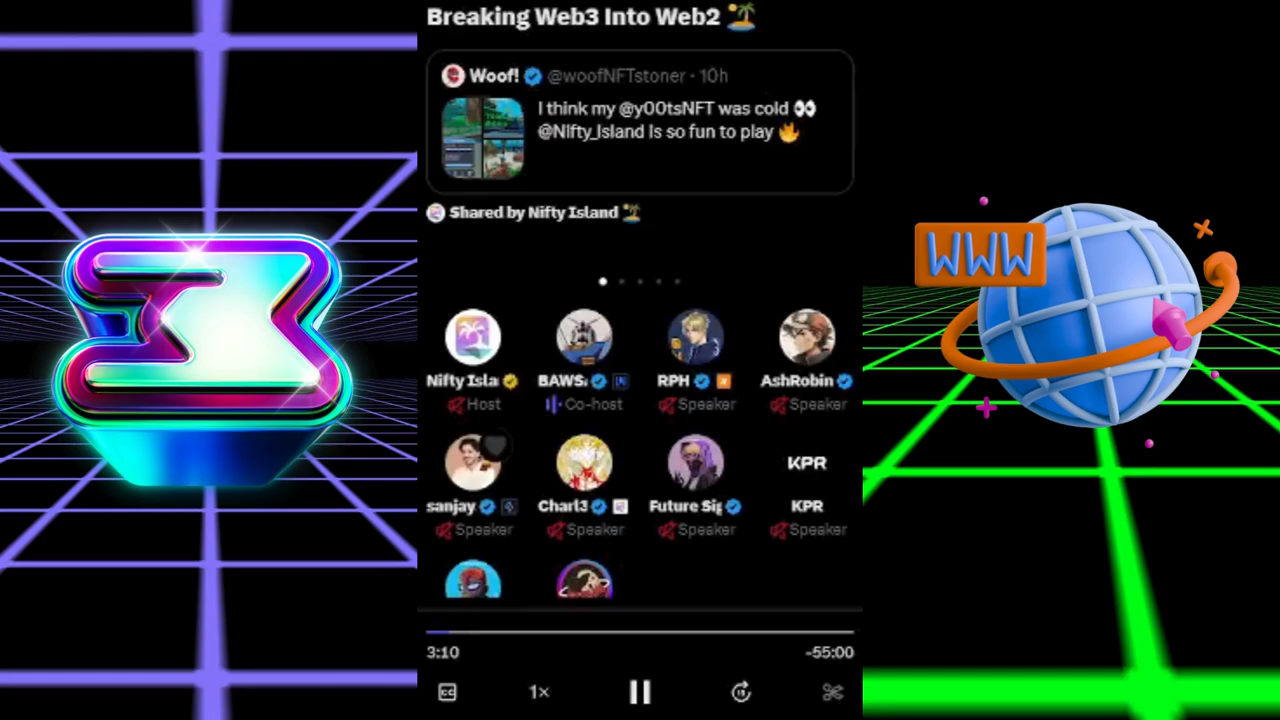 Breaking Web3 Into Web2 🏝️
Woof! @woofNFTstoner · 10h
I think my @y00tsNFT was cold 👀
@Nifty_Island is so fun to play 🔥
Shared by Nifty Island 🏝️
WWW
Nifty Isla BAWS RPH AshRobin
Host Co-host Speaker Speaker
KPR
sanjay Charl3 Future Sig KPR
Speaker Speaker Speaker Speaker
3:10 -55:00
CC 1× 15